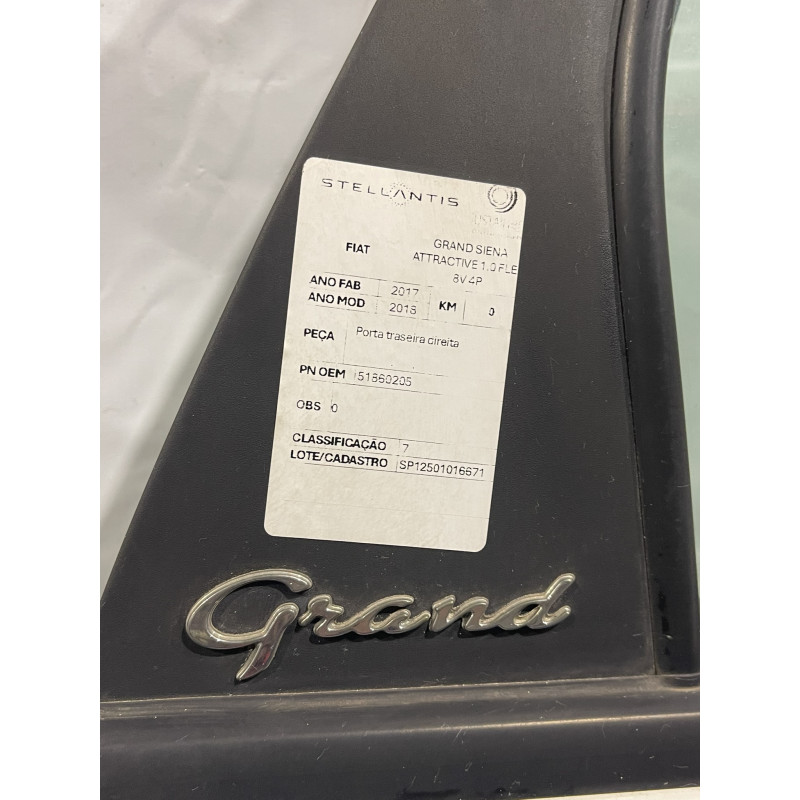 STELLANTIS
FIAT
GRAND SIENA
ATTRACTIVE 1.0 FLE
8V 4P
ANO FAB 2017
ANO MOD 2018
KM 0
PEÇA Porta traseira direita
PN OEM 51860205
OBS 0
CLASSIFICAÇÃO 7
LOTE/CADASTRO SP12501016671
Grand